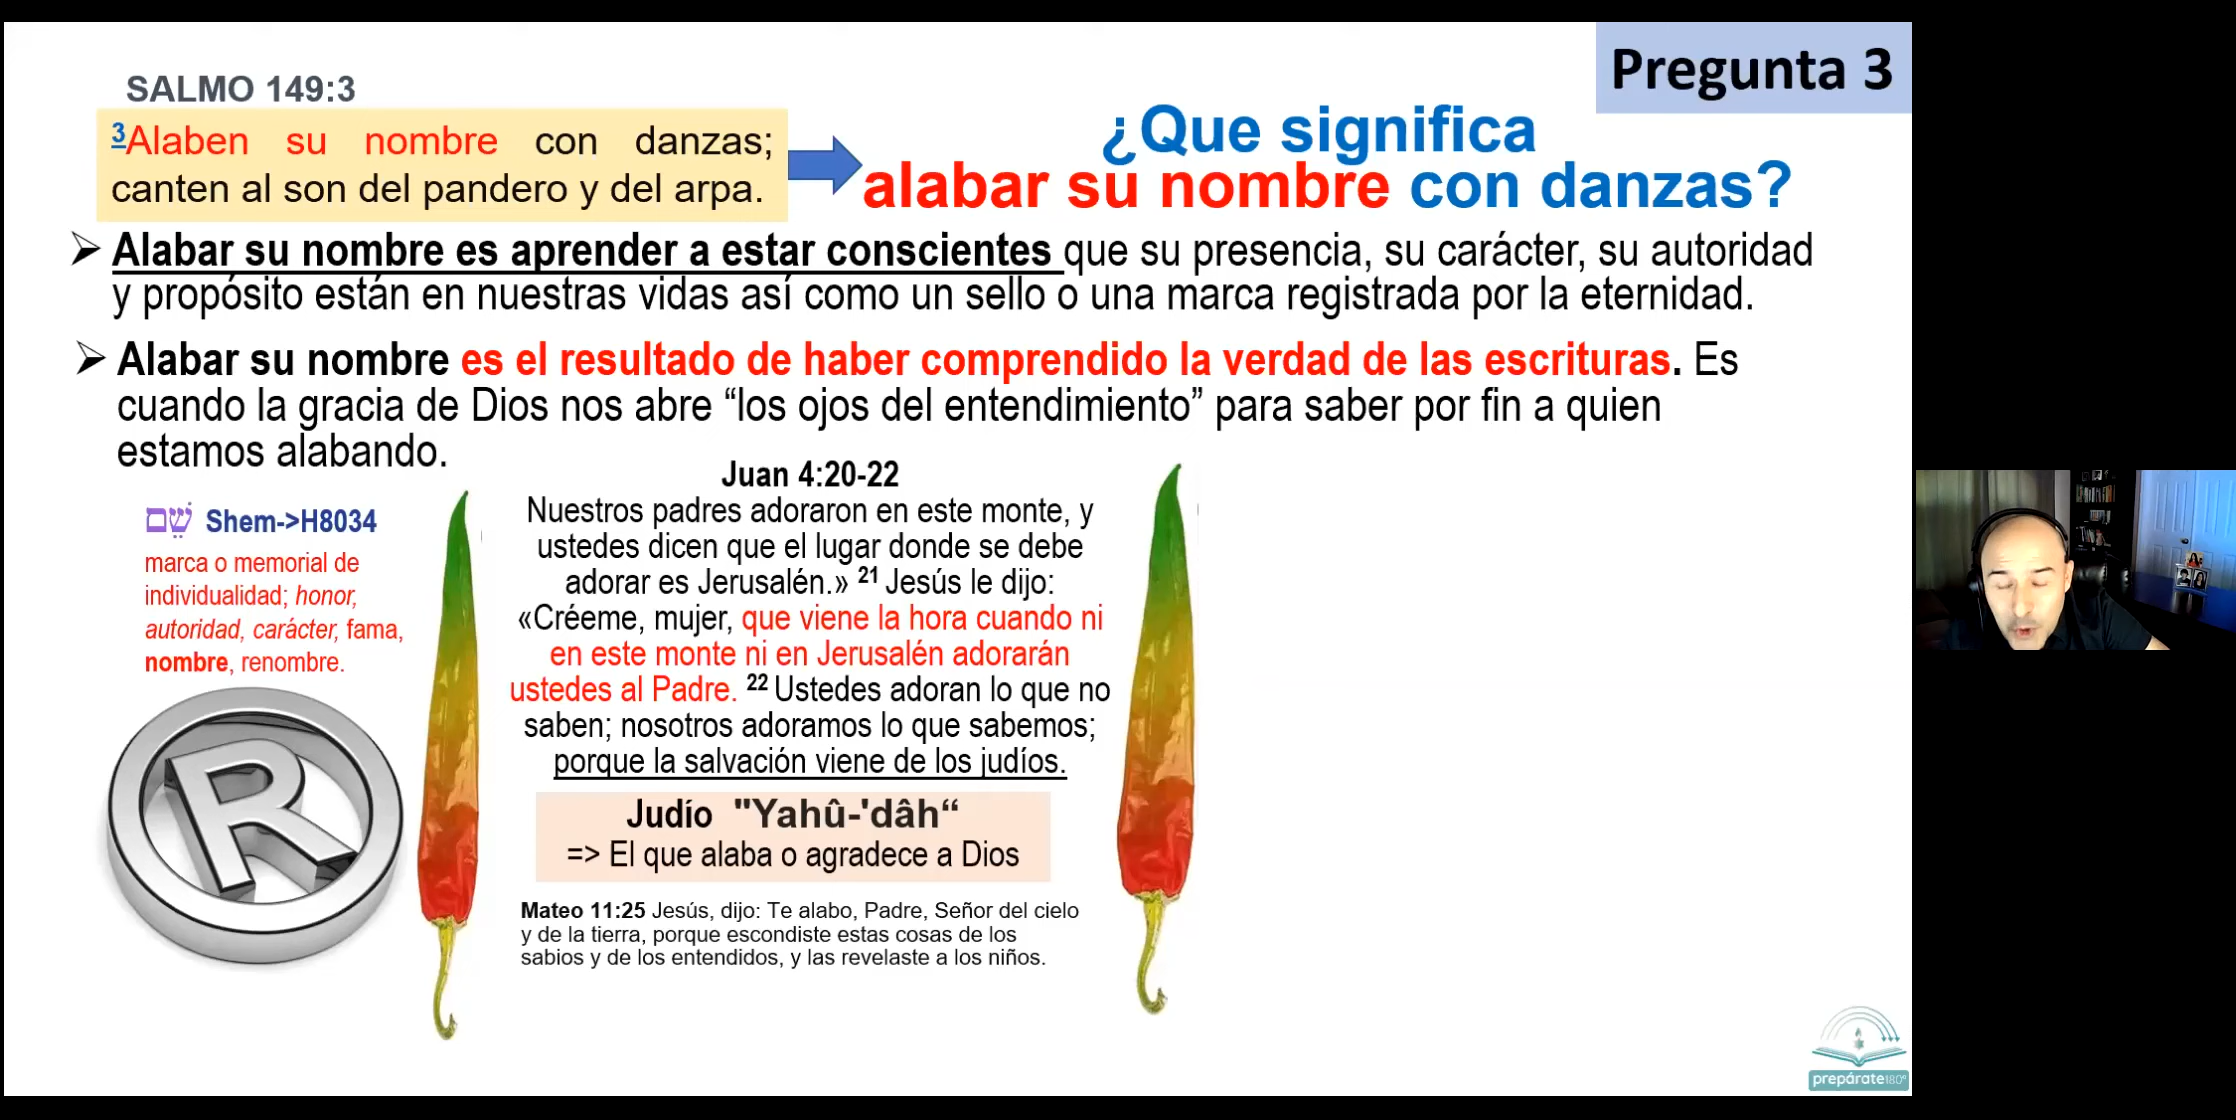 Pregunta 3
SALMO 149:3
3Alaben su nombre con danzas;
canten al son del pandero y del arpa.
¿Que significa
alabar su nombre con danzas?
➢ Alabar su nombre es aprender a estar conscientes que su presencia, su carácter, su autoridad
y propósito están en nuestras vidas así como un sello o una marca registrada por la eternidad.
➢ Alabar su nombre es el resultado de haber comprendido la verdad de las escrituras. Es
cuando la gracia de Dios nos abre “los ojos del entendimiento” para saber por fin a quien
estamos alabando.
שֵׁם Shem->H8034
marca o memorial de
individualidad; honor,
autoridad, carácter, fama,
nombre, renombre.
R
Juan 4:20-22
Nuestros padres adoraron en este monte, y
ustedes dicen que el lugar donde se debe
adorar es Jerusalén.» 21 Jesús le dijo:
«Créeme, mujer, que viene la hora cuando ni
en este monte ni en Jerusalén adorarán
ustedes al Padre. 22 Ustedes adoran lo que no
saben; nosotros adoramos lo que sabemos;
porque la salvación viene de los judíos.
Judío "Yahû-'dâh“
=> El que alaba o agradece a Dios
Mateo 11:25 Jesús, dijo: Te alabo, Padre, Señor del cielo
y de la tierra, porque escondiste estas cosas de los
sabios y de los entendidos, y las revelaste a los niños.
prepárate180º